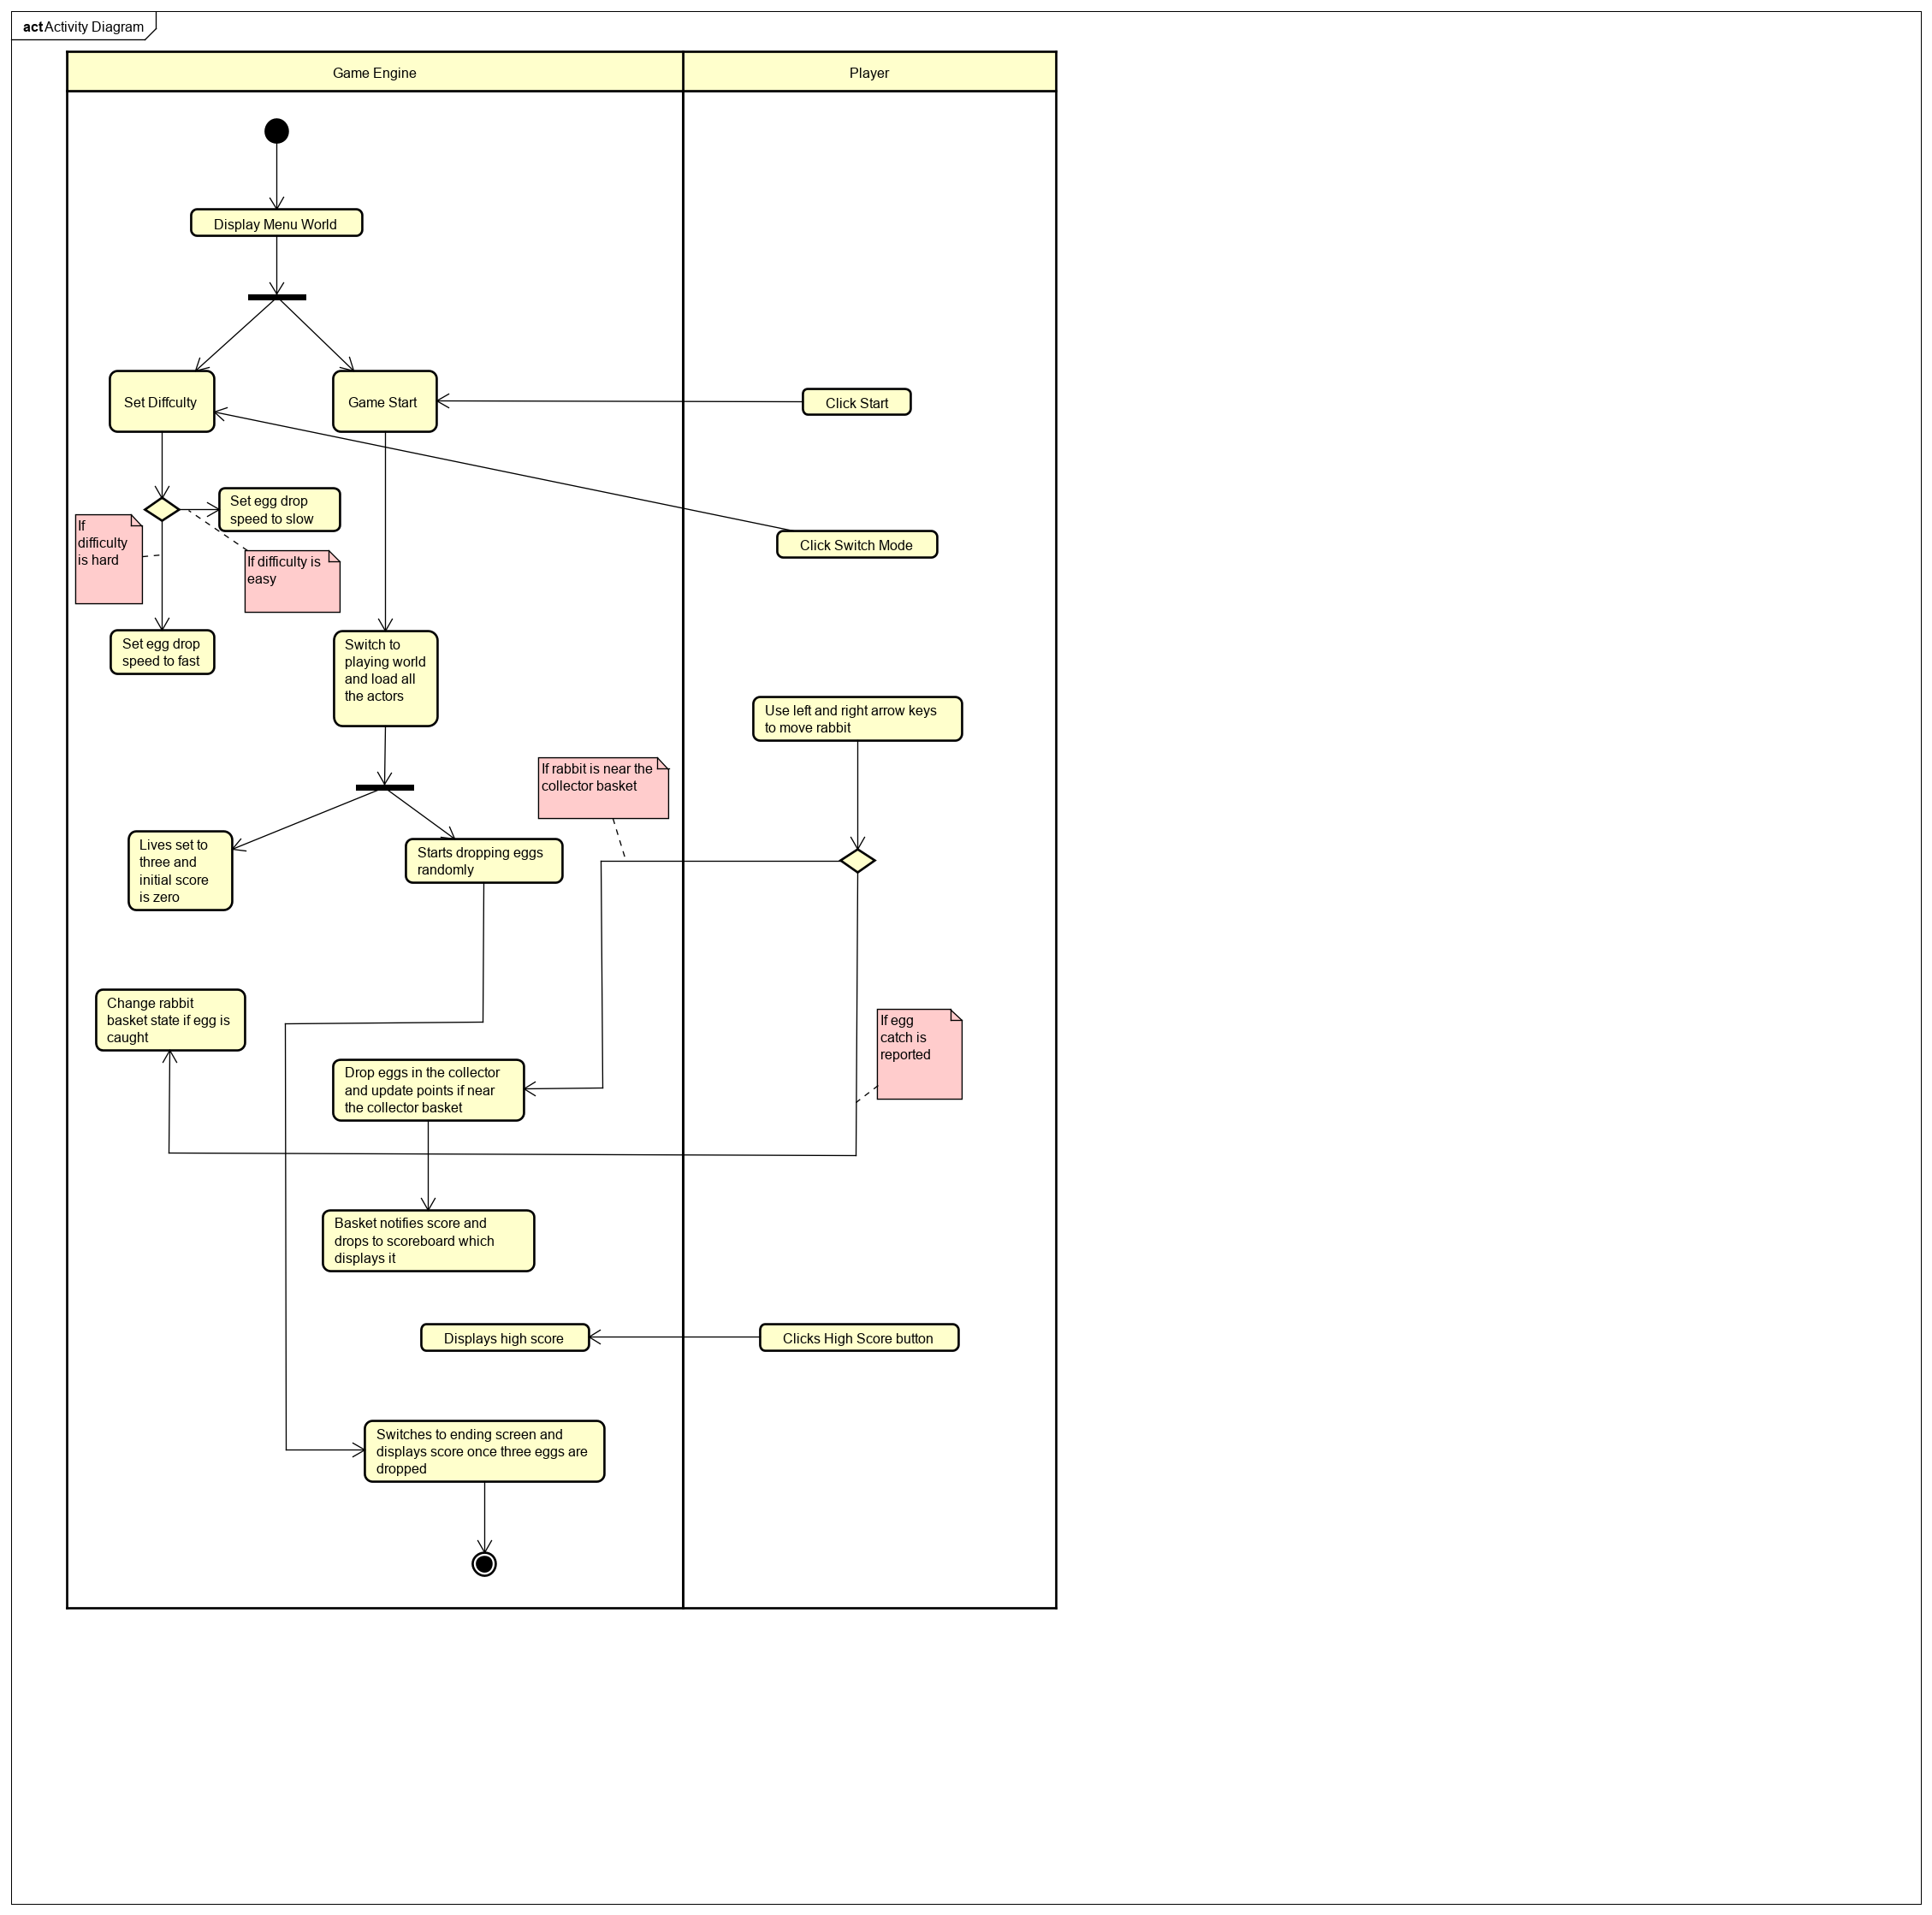 act Activity Diagram
Game Engine
Player
Display Menu World
Set Diffculty
Game Start
Click Start
Set egg drop
speed to slow
If
difficulty
is hard
If difficulty is
easy
Click Switch Mode
Set egg drop
speed to fast
Switch to
playing world
and load all
the actors
Use left and right arrow keys
to move rabbit
If rabbit is near the
collector basket
Lives set to
three and
initial score
is zero
Starts dropping eggs
randomly
Change rabbit
basket state if egg is
caught
If egg
catch is
reported
Drop eggs in the collector
and update points if near
the collector basket
Basket notifies score and
drops to scoreboard which
displays it
Displays high score
Clicks High Score button
Switches to ending screen and
displays score once three eggs are
dropped